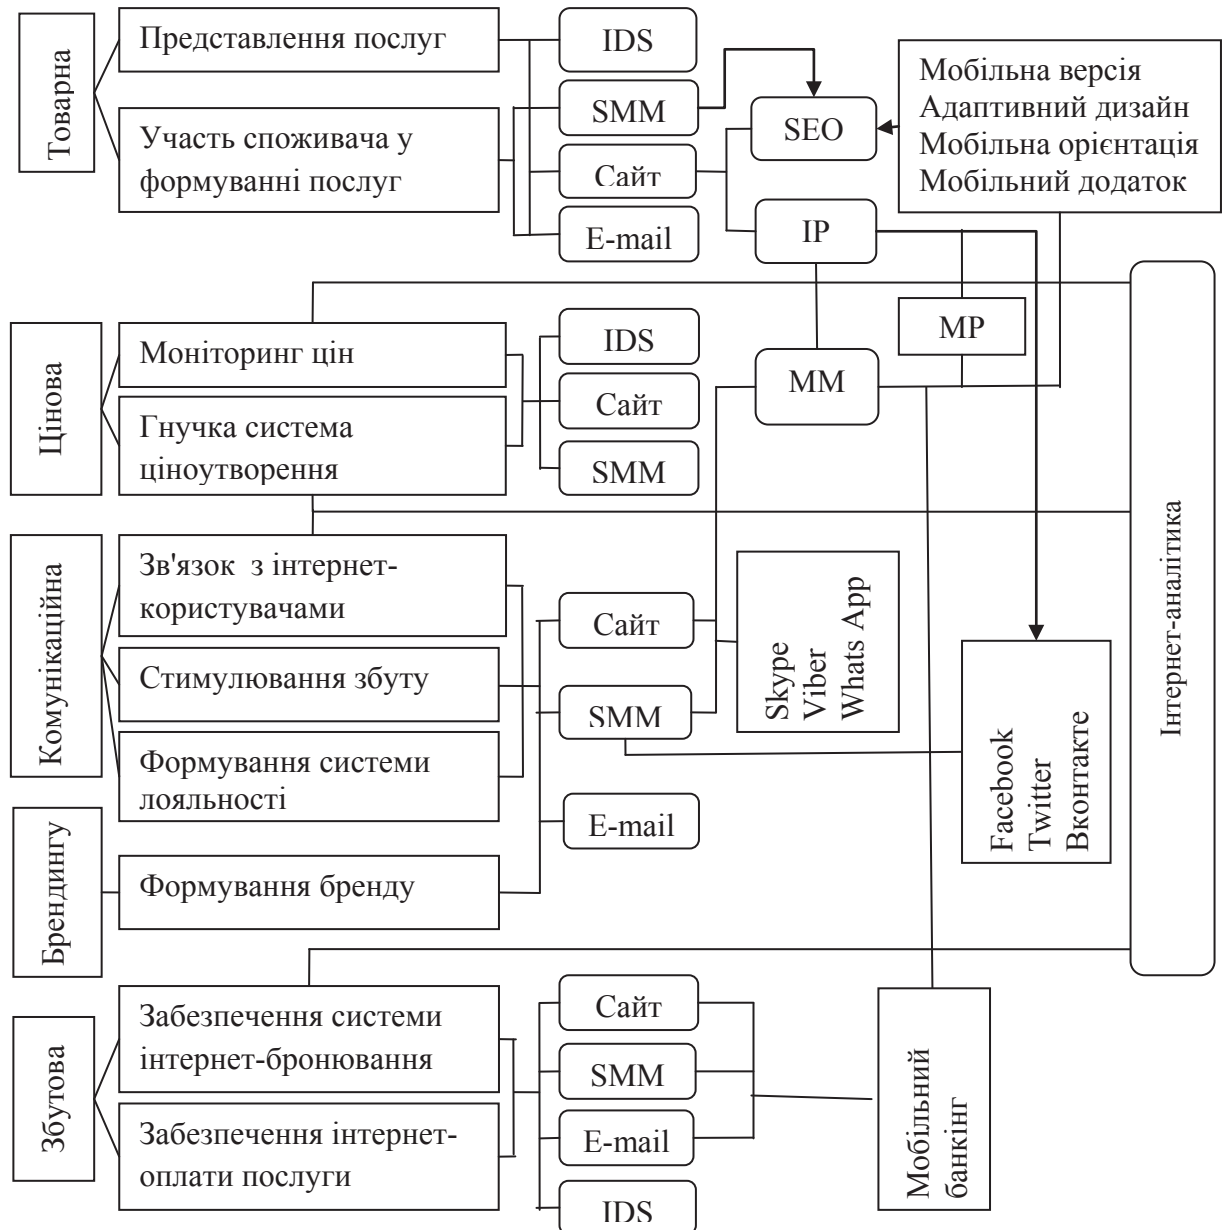 Товарна
Представлення послуг
Участь споживача у
формуванні послуг
IDS
SMM
Сайт
E-mail
SEO
ІР
Мобільна версія
Адаптивний дизайн
Мобільна орієнтація
Мобільний додаток
МР
ММ
Цінова
Моніторинг цін
Гнучка система
ціноутворення
IDS
Сайт
SMM
Комунікаційна
Зв'язок з інтернет-
користувачами
Стимулювання збуту
Формування системи
лояльності
Сайт
SMM
E-mail
Skype
Viber
Whats App
Facebook
Twitter
Вконтакте
Інтернет-аналітика
Брендингу
Формування бренду
Збутова
Забезпечення системи
інтернет-бронювання
Забезпечення інтернет-
оплати послуги
Сайт
SMM
E-mail
IDS
Мобільний
банкінг